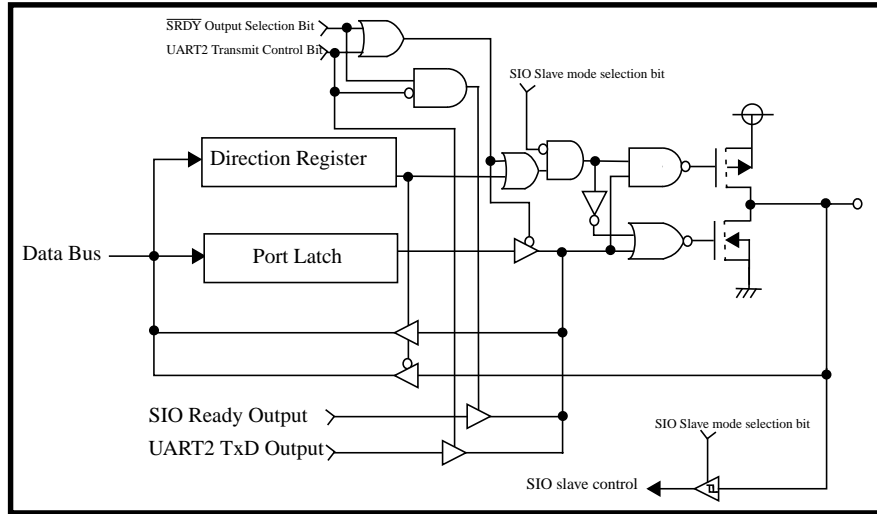 SRDY Output Selection Bit
UART2 Transmit Control Bit
SIO Slave mode selection bit
Direction Register
Data Bus
Port Latch
SIO Ready Output
UART2 TxD Output
SIO Slave mode selection bit
SIO slave control